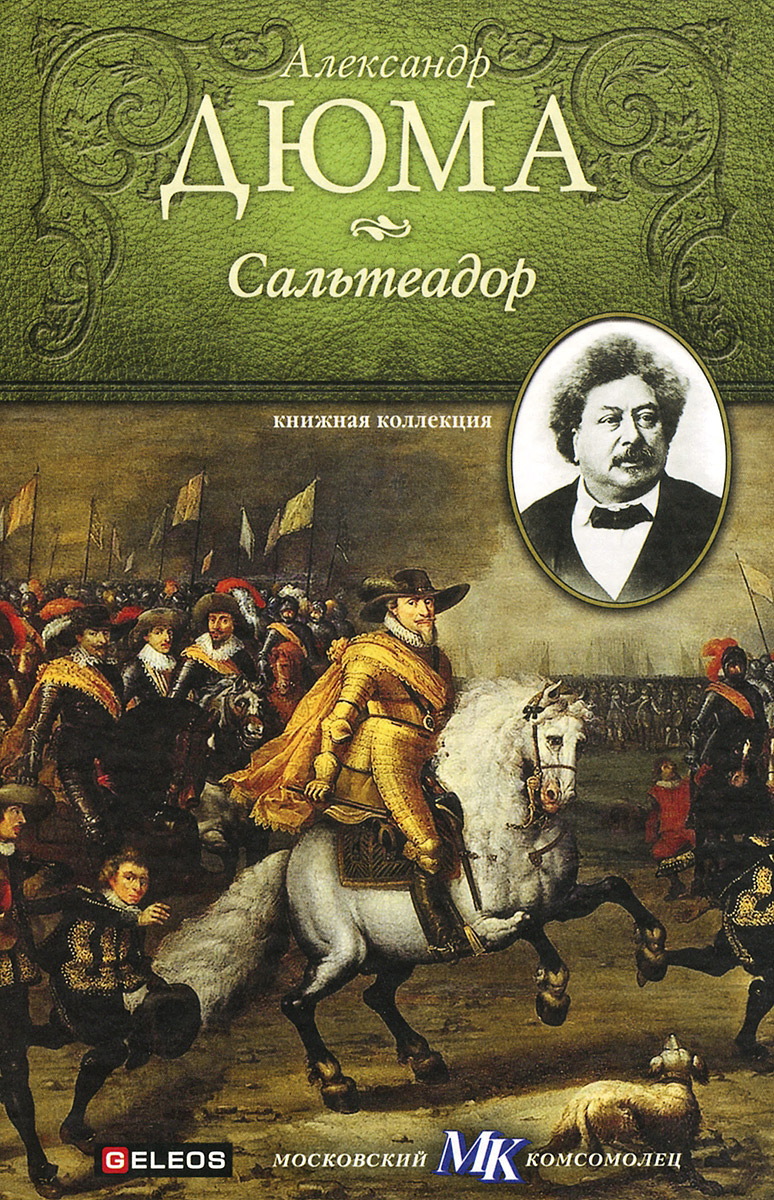 Александр
ДЮМА
Сальтеадор
книжная коллекция
GELEOS
МОСКОВСКИЙ МК КОМСОМОЛЕЦ